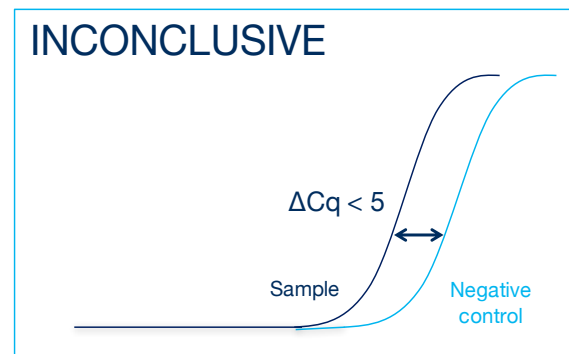 INCONCLUSIVE
ΔCq < 5
Sample
Negative
control